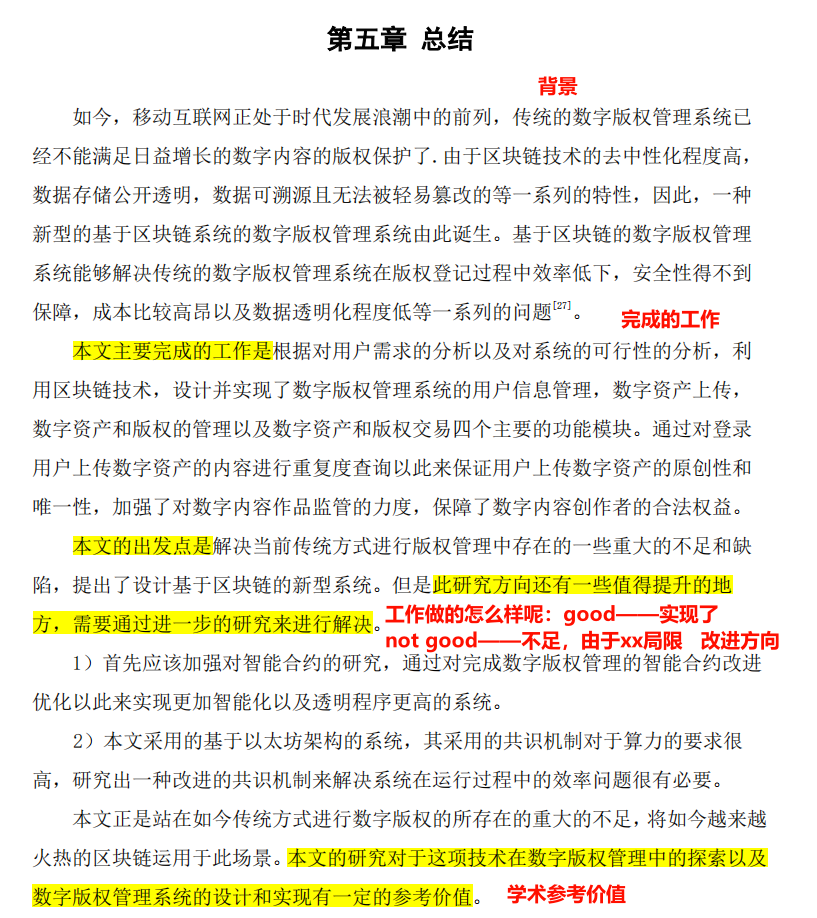 第五章 总结
背景
如今，移动互联网正处于时代发展浪潮中的前列，传统的数字版权管理系统已
经不能满足日益增长的数字内容的版权保护了.由于区块链技术的去中性化程度高，
数据存储公开透明，数据可溯源且无法被轻易篡改的等一系列的特性，因此，一种
新型的基于区块链系统的数字版权管理系统由此诞生。基于区块链的数字版权管理
系统能够解决传统的数字版权管理系统在版权登记过程中效率低下，安全性得不到
保障，成本比较高昂以及数据透明化程度低等一系列的问题[27]。
完成的工作
本文主要完成的工作是根据对用户需求的分析以及对系统的可行性的分析，利
用区块链技术，设计并实现了数字版权管理系统的用户信息管理，数字资产上传，
数字资产和版权的管理以及数字资产和版权交易四个主要的功能模块。通过对登录
用户上传数字资产的内容进行重复度查询以此来保证用户上传数字资产的原创性和
唯一性，加强了对数字内容作品监管的力度，保障了数字内容创作者的合法权益。
本文的出发点是解决当前传统方式进行版权管理中存在的一些重大的不足和缺
陷，提出了设计基于区块链的新型系统。但是此研究方向还有一些值得提升的地
方，需要通过进一步的研究来进行解决。
工作做的怎么样呢：good——实现了
not good——不足，由于xx局限 改进方向
1）首先应该加强对智能合约的研究，通过对完成数字版权管理的智能合约改进
优化以此来实现更加智能化以及透明程序更高的系统。
2）本文采用的基于以太坊架构的系统，其采用的共识机制对于算力的要求很
高，研究出一种改进的共识机制来解决系统在运行过程中的效率问题很有必要。
本文正是站在如今传统方式进行数字版权的所存在的重大的不足，将如今越来越
火热的区块链运用于此场景。本文的研究对于这项技术在数字版权管理中的探索以及
数字版权管理系统的设计和实现有一定的参考价值。
学术参考价值